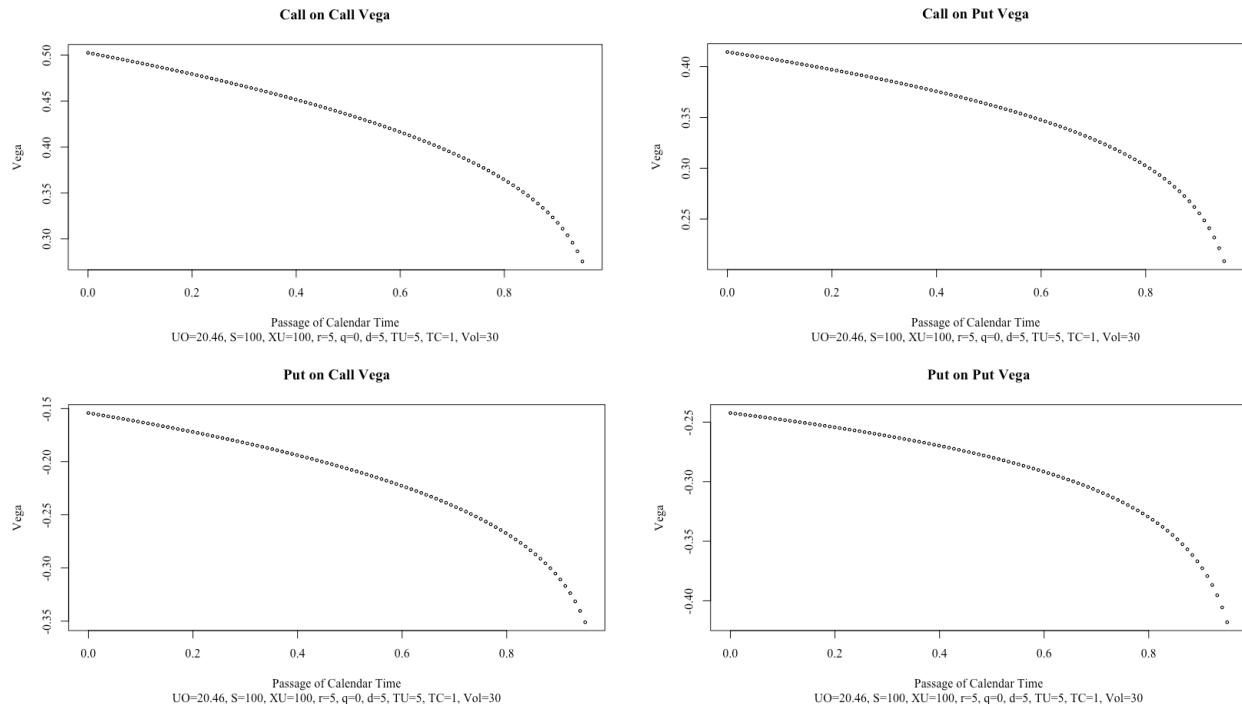 Call on Call Vega
Vega
0.50
0.45
0.40
0.35
0.30
0.0 0.2 0.4 0.6 0.8
Passage of Calendar Time
UO=20.46, S=100, XU=100, r=5, q=0, d=5, TU=5, TC=1, Vol=30
Call on Put Vega
Vega
0.40
0.35
0.30
0.25
0.0 0.2 0.4 0.6 0.8
Passage of Calendar Time
UO=20.46, S=100, XU=100, r=5, q=0, d=5, TU=5, TC=1, Vol=30
Put on Call Vega
Vega
-0.15
-0.20
-0.25
-0.30
-0.35
0.0 0.2 0.4 0.6 0.8
Passage of Calendar Time
UO=20.46, S=100, XU=100, r=5, q=0, d=5, TU=5, TC=1, Vol=30
Put on Put Vega
Vega
-0.25
-0.30
-0.35
-0.40
0.0 0.2 0.4 0.6 0.8
Passage of Calendar Time
UO=20.46, S=100, XU=100, r=5, q=0, d=5, TU=5, TC=1, Vol=30